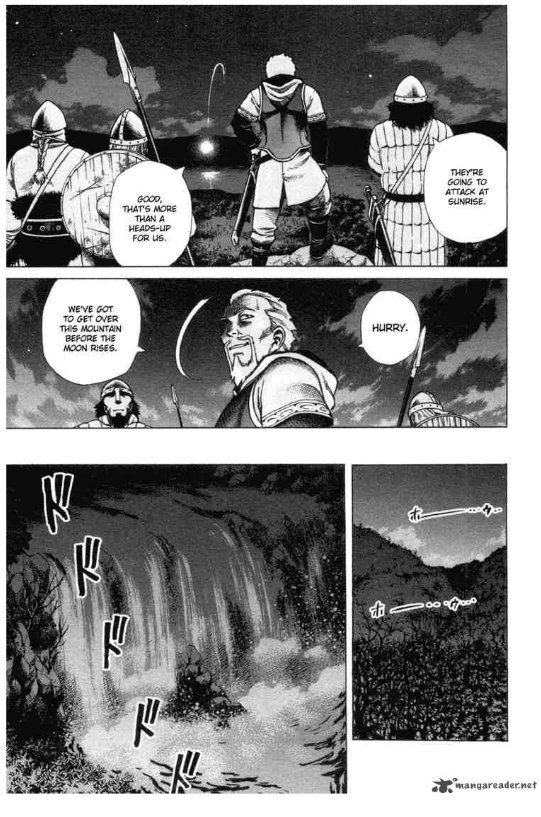 THEY'RE
GOING TO
ATTACK AT
SUNRISE.
GOOD,
THAT'S MORE
THAN A
HEADS-UP
FOR US.
HURRY.
WE'VE GOT
TO GET OVER
THIS MOUNTAIN
BEFORE THE
MOON RISES.
ホー・・ウ・・
ホー・・ウ・・
ド
ド
ド
ド
ド
mangareader.net